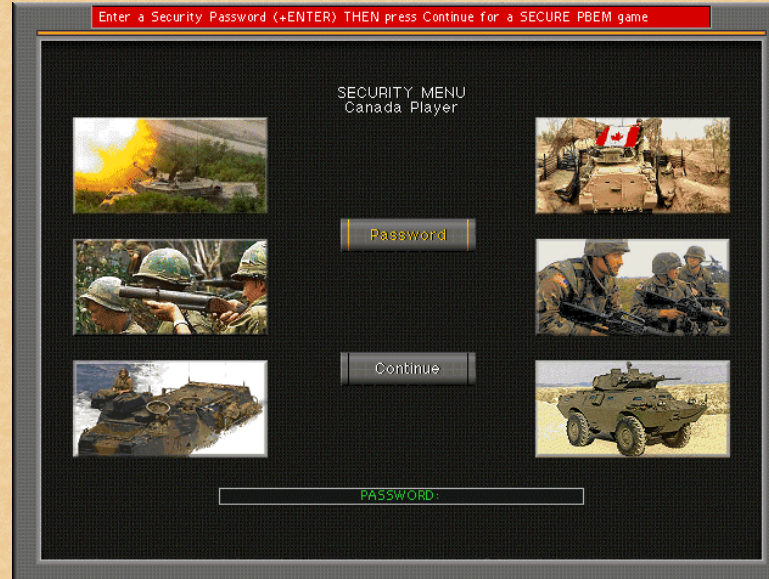 Enter a Security Password (+ENTER) THEN press Continue for a SECURE PBEM game
SECURITY MENU
Canada Player
Password
Continue
PASSWORD: